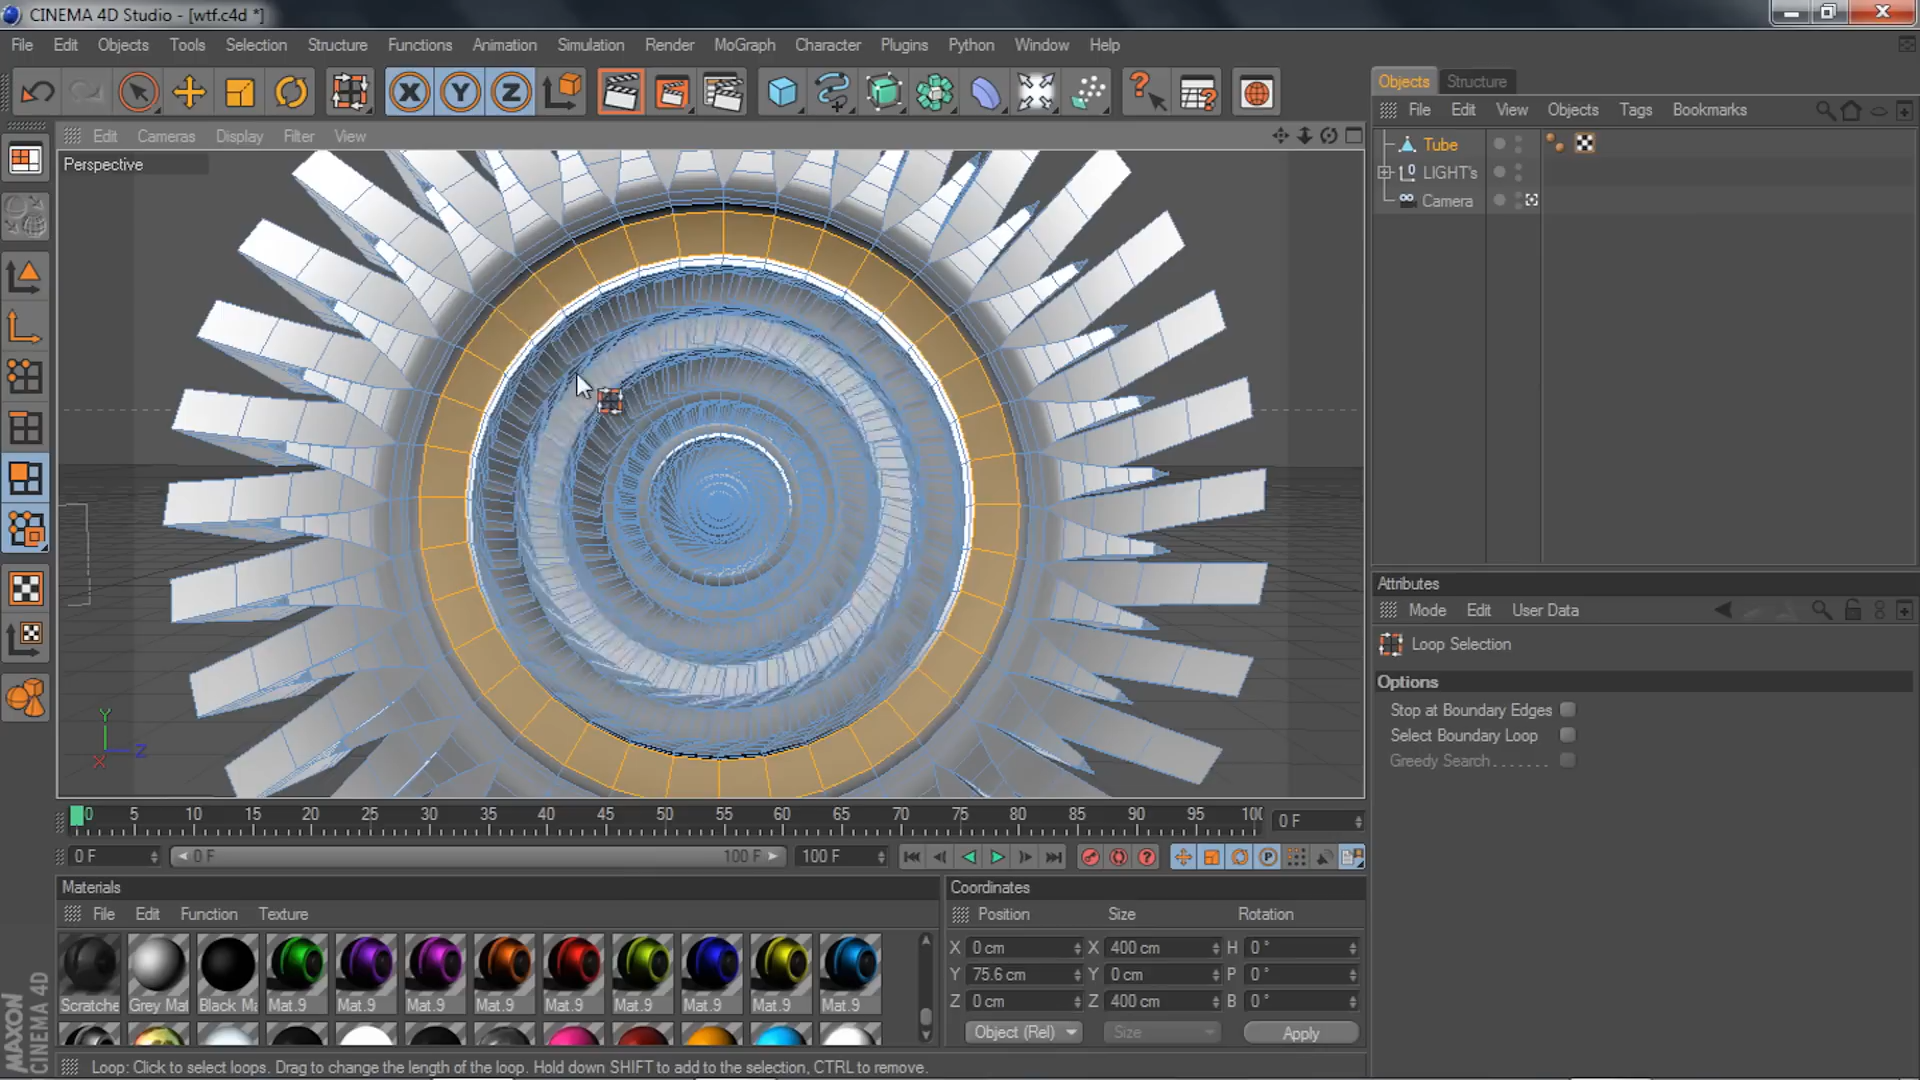 CINEMA 4D Studio - [wtf.c4d *]
File Edit Objects Tools Selection Structure Functions Animation Simulation Render MoGraph Character Plugins Python Window Help
X Y Z
Objects Structure
File Edit View Objects Tags Bookmarks
Edit Cameras Display Filter View
Perspective
Tube
LIGHT's
Camera
Y
Z
X
Attributes
Mode Edit User Data
Loop Selection
Options
Stop at Boundary Edges
Select Boundary Loop
Greedy Search . . . . . . .
0 5 10 15 20 25 30 35 40 45 50 55 60 65 70 75 80 85 90 95 0 F
0 F 0 F 100 F 100 F
Materials
File Edit Function Texture
Scratche Grey Mat Black Ma Mat.9 Mat.9 Mat.9 Mat.9 Mat.9 Mat.9 Mat.9 Mat.9 Mat.9
Coordinates
Position Size Rotation
X 0 cm X 400 cm H 0 °
Y 75.6 cm Y 0 cm P 0 °
Z 0 cm Z 400 cm B 0 °
Object (Rel) Size Apply
MAXON
CINEMA 4D
Loop: Click to select loops. Drag to change the length of the loop. Hold down SHIFT to add to the selection, CTRL to remove.